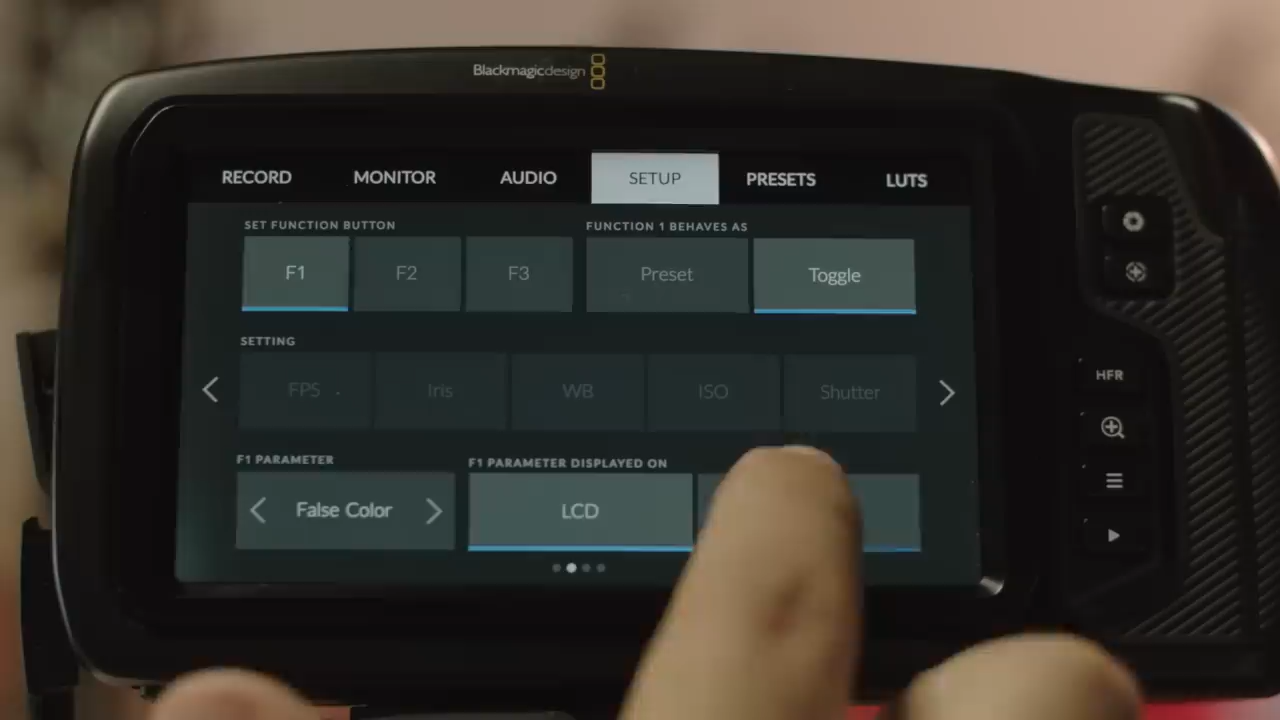 Blackmagicdesign
RECORD MONITOR AUDIO SETUP PRESETS LUTS
SET FUNCTION BUTTON FUNCTION 1 BEHAVES AS
F1 F2 F3 Preset Toggle
SETTING
FPS Iris WB ISO Shutter
F1 PARAMETER F1 PARAMETER DISPLAYED ON
False Color LCD
HFR